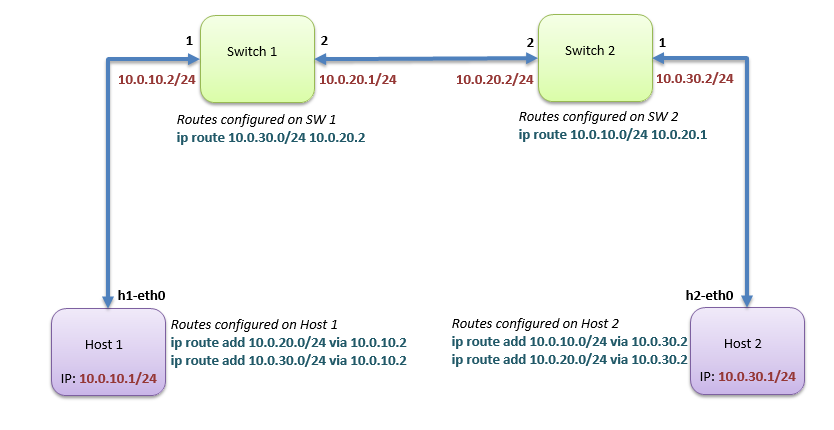 1
Switch 1
2
2
Switch 2
1
10.0.10.2/24
10.0.20.1/24
10.0.20.2/24
10.0.30.2/24
Routes configured on SW 1
ip route 10.0.30.0/24 10.0.20.2
Routes configured on SW 2
ip route 10.0.10.0/24 10.0.20.1
h1-eth0
h2-eth0
Host 1
IP: 10.0.10.1/24
Routes configured on Host 1
ip route add 10.0.20.0/24 via 10.0.10.2
ip route add 10.0.30.0/24 via 10.0.10.2
Routes configured on Host 2
ip route add 10.0.10.0/24 via 10.0.30.2
ip route add 10.0.20.0/24 via 10.0.30.2
Host 2
IP: 10.0.30.1/24